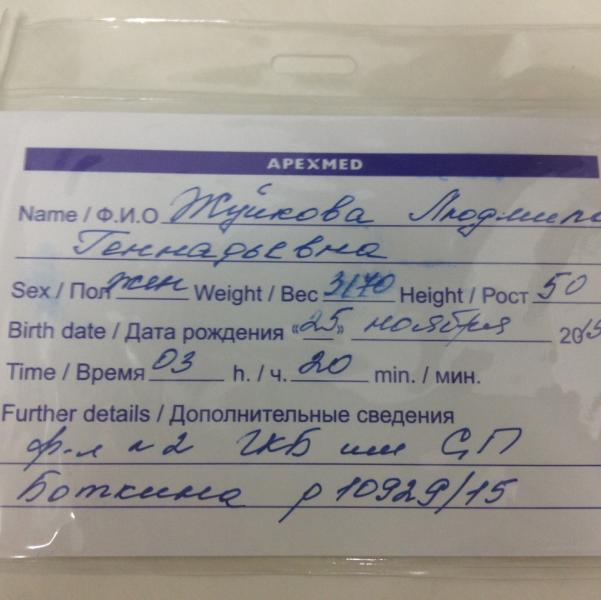 APEXMED
Name / Ф.И.О Жуйкова Людмила
Геннадьевна
Sex / Пол жен Weight / Вес 3170 Height / Рост 50
Birth date / Дата рождения «25» ноября 2015
Time / Время 03 h. / ч. 20 min. / мин.
Further details / Дополнительные сведения
ф-л №2 ГКБ им СП
Боткина р 10929/15